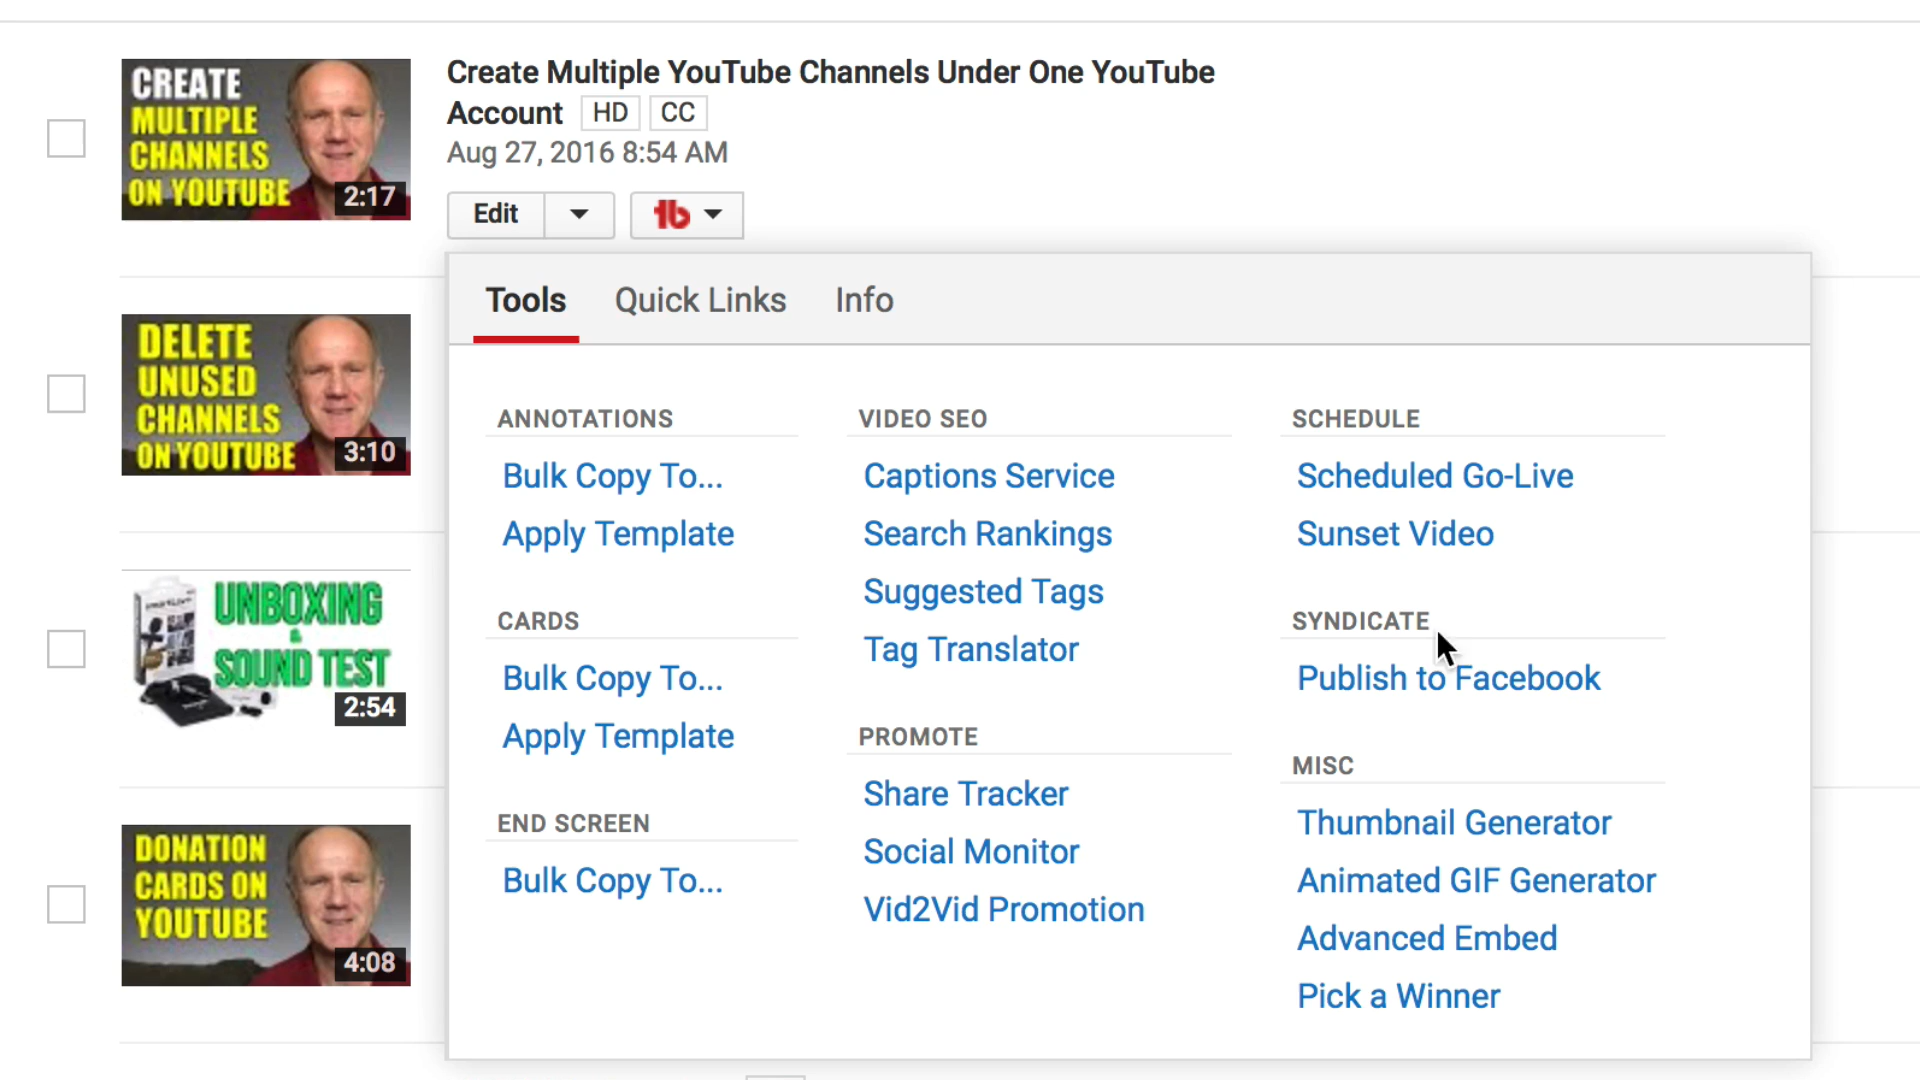 CREATE
MULTIPLE
CHANNELS
ON YOUTUBE
2:17
Create Multiple YouTube Channels Under One YouTube
Account HD CC
Aug 27, 2016 8:54 AM
Edit
tb
DELETE
UNUSED
CHANNELS
ON YOUTUBE
3:10
UNBOXING
&
SOUND TEST
2:54
DONATION
CARDS ON
YOUTUBE
4:08
Tools Quick Links Info
ANNOTATIONS
Bulk Copy To...
Apply Template
CARDS
Bulk Copy To...
Apply Template
END SCREEN
Bulk Copy To...
VIDEO SEO
Captions Service
Search Rankings
Suggested Tags
Tag Translator
PROMOTE
Share Tracker
Social Monitor
Vid2Vid Promotion
SCHEDULE
Scheduled Go-Live
Sunset Video
SYNDICATE
Publish to Facebook
MISC
Thumbnail Generator
Animated GIF Generator
Advanced Embed
Pick a Winner